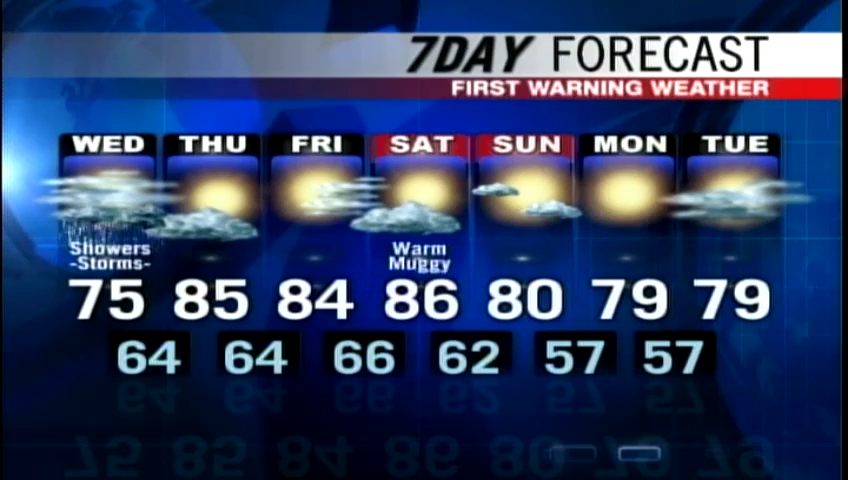 7DAY FORECAST
FIRST WARNING WEATHER
WED THU FRI SAT SUN MON TUE
Showers
-Storms-
Warm
Muggy
75 85 84 86 80 79 79
64 64 66 62 57 57